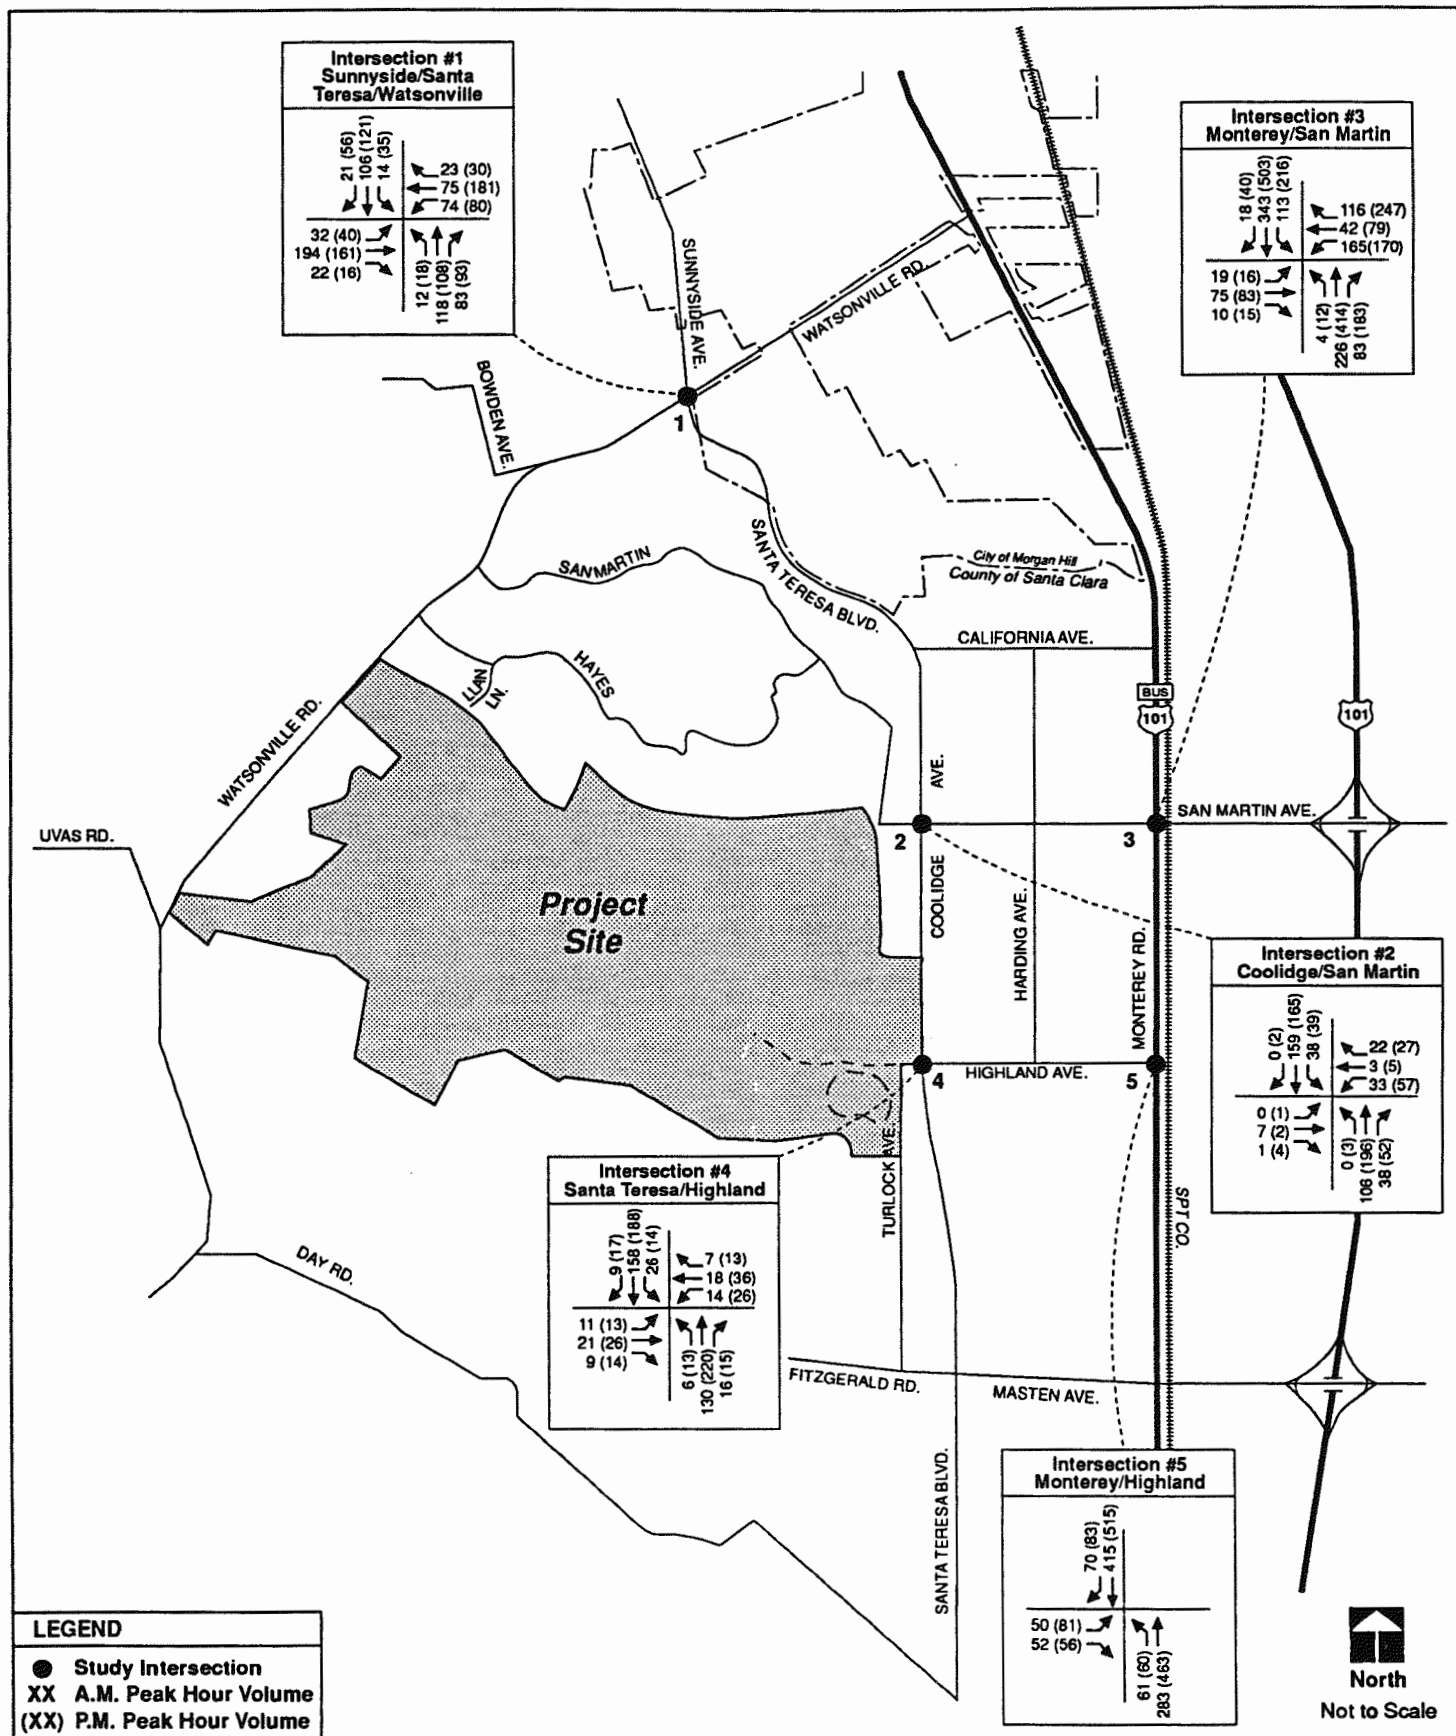 Intersection #1
Sunnyside/Santa
Teresa/Watsonville
21 (56)
106 (121)
14 (35)
23 (30)
75 (181)
74 (80)
32 (40)
194 (161)
22 (16)
12 (18)
118 (108)
83 (93)
Intersection #3
Monterey/San Martin
18 (40)
343 (503)
113 (216)
116 (247)
42 (79)
165(170)
19 (16)
75 (83)
10 (15)
4 (12)
226 (414)
83 (183)
SUNNYSIDE AVE.
WATSONVILLE RD.
BOWDEN AVE.
1
SANTA TERESA BLVD.
City of Morgan Hill
County of Santa Clara
SAN MARTIN
CALIFORNIA AVE.
HAYES
LLAN
LN.
BUS
101
101
WATSONVILLE RD.
UVAS RD.
COOLIDGE AVE.
SAN MARTIN AVE.
2
3
HARDING AVE.
MONTEREY RD.
Project
Site
Intersection #2
Coolidge/San Martin
0 (2)
159 (165)
38 (39)
22 (27)
3 (5)
33 (57)
0 (1)
7 (2)
1 (4)
0 (3)
(196)
38 (52)
4
HIGHLAND AVE.
5
TURLOCK AVE.
SPT CO.
Intersection #4
Santa Teresa/Highland
9 (17)
158 (188)
26 (14)
7 (13)
18 (36)
14 (26)
11 (13)
21 (26)
9 (14)
6 (13)
130 (220)
16 (15)
DAY RD.
FITZGERALD RD.
MASTEN AVE.
SANTA TERESA BLVD.
Intersection #5
Monterey/Highland
70 (83)
415 (515)
50 (81)
52 (56)
61 (60)
283 (463)
LEGEND
Study Intersection
XX A.M. Peak Hour Volume
(XX) P.M. Peak Hour Volume
North
Not to Scale